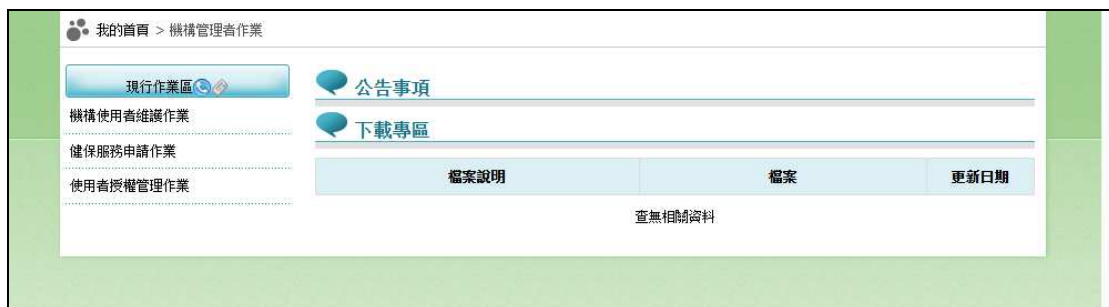 我的首頁 > 機構管理者作業
現行作業區
機構使用者維護作業
健保服務申請作業
使用者授權管理作業
公告事項
下載專區
檔案說明 檔案 更新日期
查無相關資料